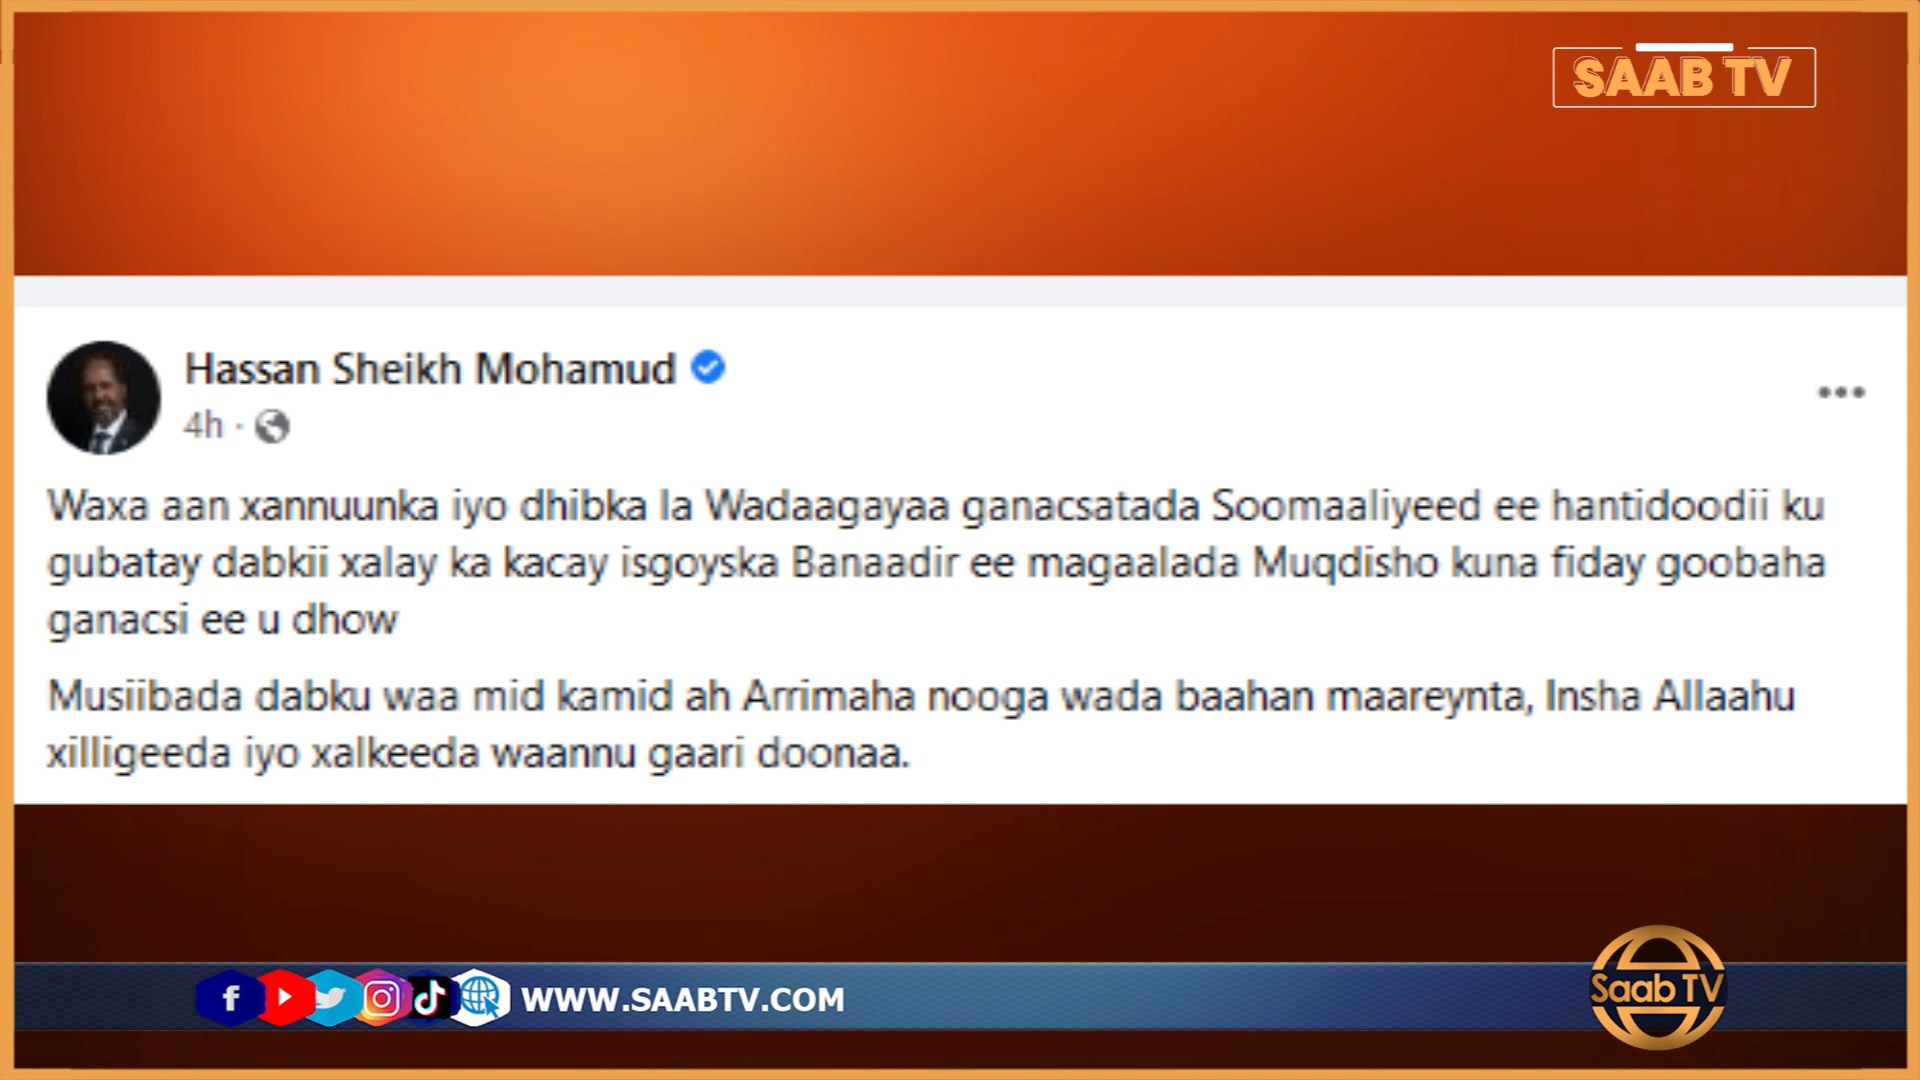 SAAB TV
Hassan Sheikh Mohamud
4h ·
Waxa aan xannuunka iyo dhibka la Wadaagayaa ganacsatada Soomaaliyeed ee hantidoodii ku
gubatay dabkii xalay ka kacay isgoyska Banaadir ee magaalada Muqdisho kuna fiday goobaha
ganacsi ee u dhow
Musiibada dabku waa mid kamid ah Arrimaha nooga wada baahan maareynta, Insha Allaahu
xilligeeda iyo xalkeeda waannu gaari doonaa.
WWW.SAABTV.COM
Saab TV